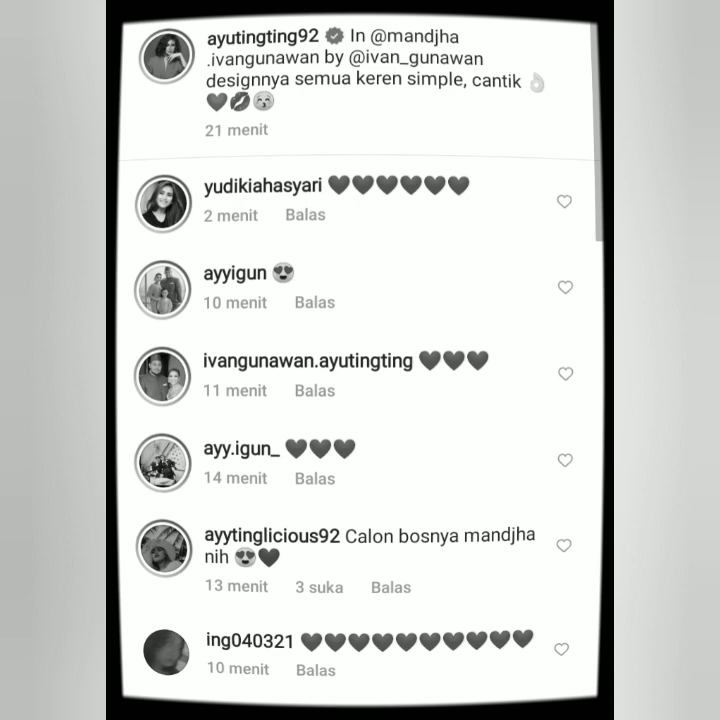 ayutingting92 In @mandjha
.ivangunawan by @ivan_gunawan
designnya semua keren simple, cantik 👌🏻
🖤💋😚
21 menit
yudikiahasyari 🖤🖤🖤🖤🖤🖤
2 menit Balas
ayyigun 😍
10 menit Balas
ivangunawan.ayutingting 🖤🖤🖤
11 menit Balas
ayy.igun_ 🖤🖤🖤
14 menit Balas
ayytinglicious92 Calon bosnya mandjha
nih 😍🖤
13 menit 3 suka Balas
ing040321 🖤🖤🖤🖤🖤🖤🖤🖤🖤🖤
10 menit Balas